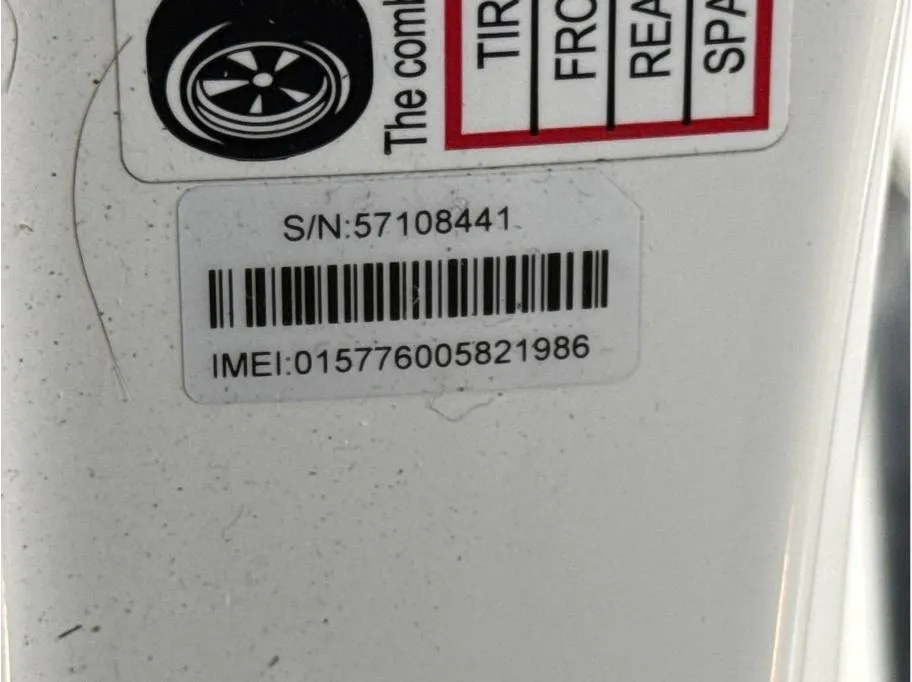 The comb
TIR
FRO
REA
SPA
S/N:57108441
IMEI:015776005821986